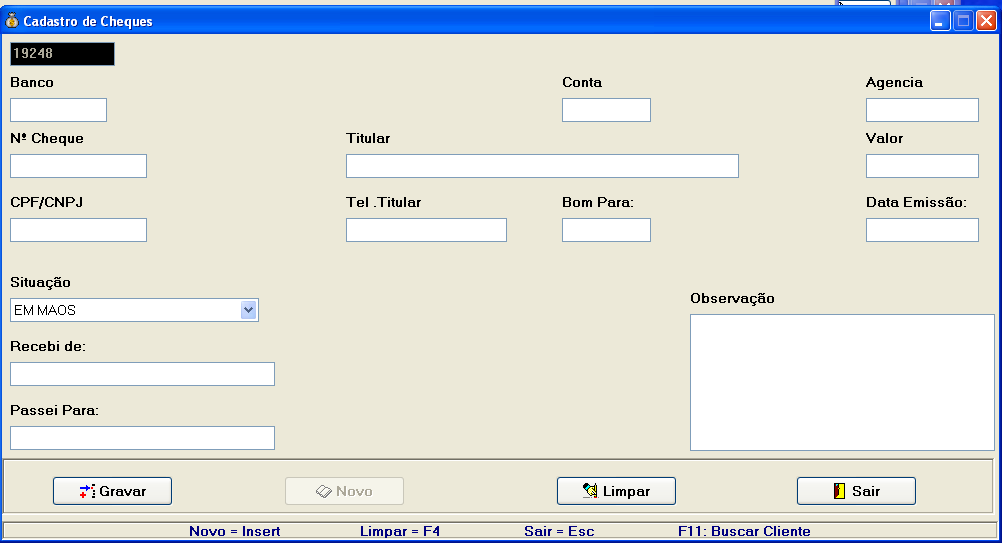 Cadastro de Cheques
19248
Banco Conta Agencia
Nº Cheque Titular Valor
CPF/CNPJ Tel .Titular Bom Para: Data Emissão:
Situação
Observação
EM MAOS
Recebi de:
Passei Para:
Gravar Novo Limpar Sair
Novo = Insert Limpar = F4 Sair = Esc F11: Buscar Cliente